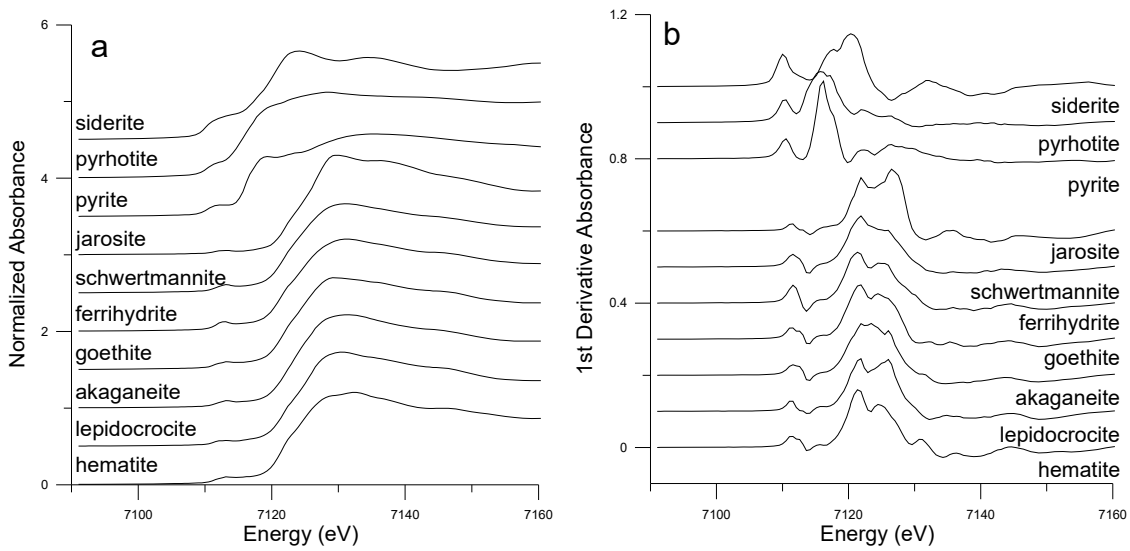 a
6
4
2
0
Normalized Absorbance
siderite
pyrhotite
pyrite
jarosite
schwertmannite
ferrihydrite
goethite
akaganeite
lepidocrocite
hematite
7100
7120
7140
7160
Energy (eV)
b
1.2
0.8
0.4
0
1st Derivative Absorbance
siderite
pyrhotite
pyrite
jarosite
schwertmannite
ferrihydrite
goethite
akaganeite
lepidocrocite
hematite
7100
7120
7140
7160
Energy (eV)